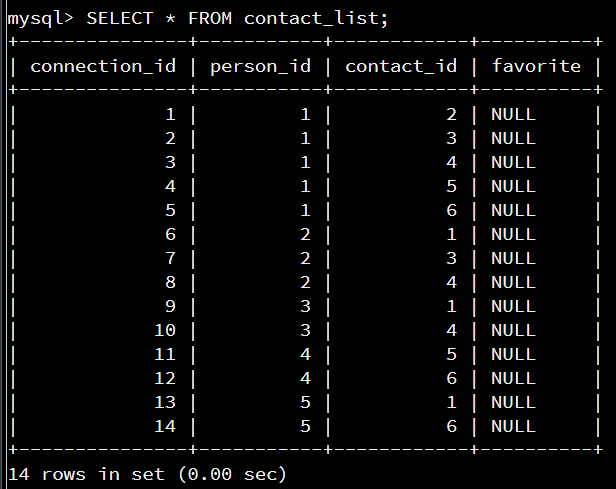 mysql> SELECT * FROM contact_list;
+---------------+-----------+------------+----------+
| connection_id | person_id | contact_id | favorite |
+---------------+-----------+------------+----------+
|             1 |         1 |          2 | NULL     |
|             2 |         1 |          3 | NULL     |
|             3 |         1 |          4 | NULL     |
|             4 |         1 |          5 | NULL     |
|             5 |         1 |          6 | NULL     |
|             6 |         2 |          1 | NULL     |
|             7 |         2 |          3 | NULL     |
|             8 |         2 |          4 | NULL     |
|             9 |         3 |          1 | NULL     |
|            10 |         3 |          4 | NULL     |
|            11 |         4 |          5 | NULL     |
|            12 |         4 |          6 | NULL     |
|            13 |         5 |          1 | NULL     |
|            14 |         5 |          6 | NULL     |
+---------------+-----------+------------+----------+
14 rows in set (0.00 sec)